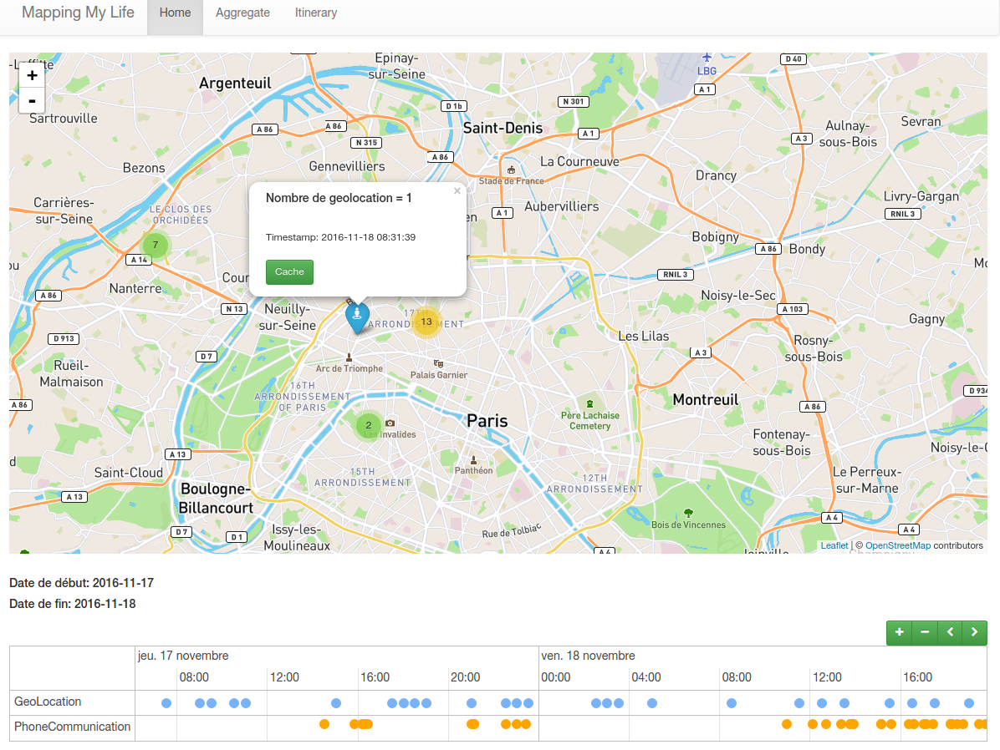 Mapping My Life Home Aggregate Itinerary
-Laffitte
+
-
Epinay-
sur-Seine
D 40
LBG
Argenteuil
A 1
Sartrouville
D 1b
N 301
A 86
A 86
Saint-Denis
A 1
Aulnay-
sous-Bois
Sevran
A 3
N 315
A 86
Bezons
Gennevilliers
La Courneuve
Stade de France
Drancy
Carrières-
sur-Seine
LE CLOS DES
ORCHIDÉES
Nombre de geolocation = 1
×
en
A 1
Aubervilliers
Livry-Gargan
RNIL 3
Timestamp: 2016-11-18 08:31:39
Cache
7
A 14
Bobigny
A 86
Bondy
ou
Cour
Nanterre
RNIL 3
A 86
Noisy-le-Sec
N 13
Neuilly-
sur-Seine
17TH
ARRONDISSEMENT
13
A 103
Gagny
D 913
Les Lilas
Rosny-
sous-Bois
D 7
A 3
Rueil-
Malmaison
Arc de Triomphe
Palais Garnier
16TH
ARRONDISSEMENT
OF PARIS
A 86
Montreuil
D 934
A 86
Père Lachaise
Cemetery
Paris
2
Les Invalides
Fontenay-
sous-Bois
Noisy-le-G
A 13
d
Saint-Cloud
Panthéon
15TH
ARRONDISSEMENT
12TH
ARRONDISSEMENT
Le Perreux-
sur-Marne
A 13
Boulogne-
Billancourt
Bois de Vincennes
A 4
A 4
D 7
D 1
Issy-les-
Moulineaux
Rue de Tolbiac
A 4
Joinville
Leaflet | © OpenStreetMap contributors
Date de début: 2016-11-17
Date de fin: 2016-11-18
+ − < >
jeu. 17 novembre ven. 18 novembre
08:00 12:00 16:00 20:00 00:00 04:00 08:00 12:00 16:00
GeoLocation
PhoneCommunication